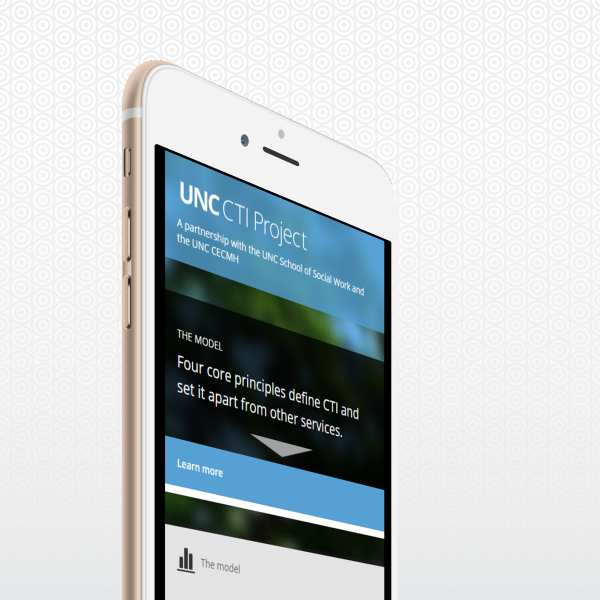 UNC CTI Project
A partnership with the UNC School of Social Work and
the UNC CECMH
THE MODEL
Four core principles define CTI and
set it apart from other services.
Learn more
The model